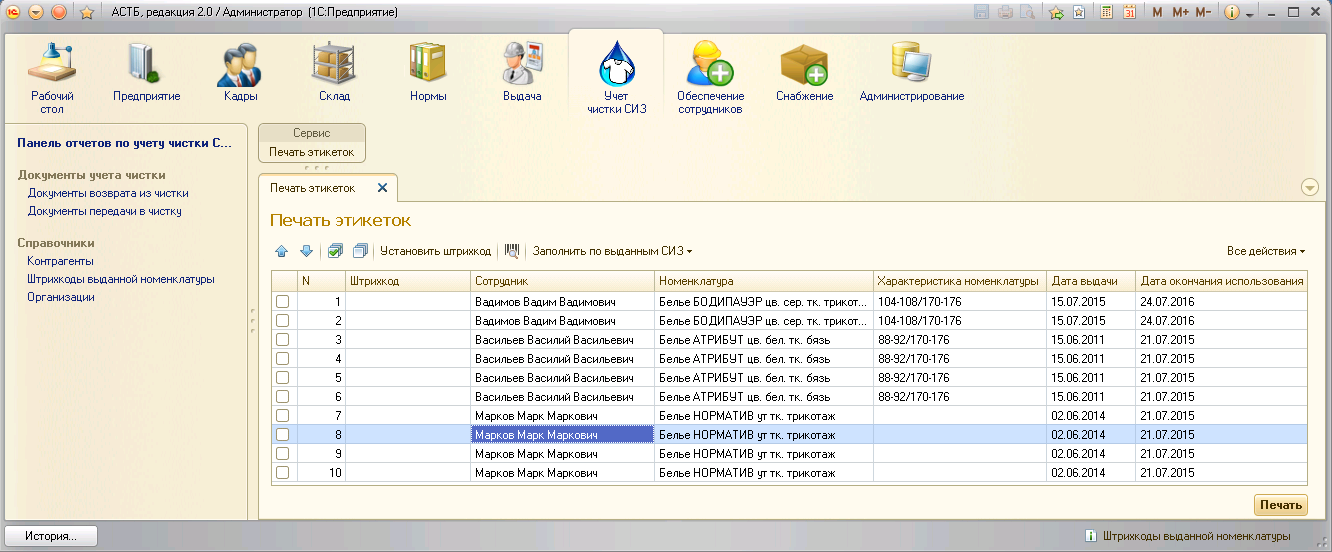 АСТБ, редакция 2.0 / Администратор (1С:Предприятие)
M M+ M-
Рабочий стол
Предприятие
Кадры
Склад
Нормы
Выдача
Учет чистки СИЗ
Обеспечение сотрудников
Снабжение
Администрирование
Панель отчетов по учету чистки С...
Документы учета чистки
Документы возврата из чистки
Документы передачи в чистку
Справочники
Контрагенты
Штрихкоды выданной номенклатуры
Организации
Сервис
Печать этикеток
Печать этикеток
Печать этикеток
Установить штрихкод Заполнить по выданным СИЗ Все действия
N Штрихкод Сотрудник Номенклатура Характеристика номенклатуры Дата выдачи Дата окончания использования
1 Вадимов Вадим Вадимович Белье БОДИПАУЭР цв. сер. тк. трикот... 104-108/170-176 15.07.2015 24.07.2016
2 Вадимов Вадим Вадимович Белье БОДИПАУЭР цв. сер. тк. трикот... 104-108/170-176 15.07.2015 24.07.2016
3 Васильев Василий Васильевич Белье АТРИБУТ цв. бел. тк. бязь 88-92/170-176 15.06.2011 21.07.2015
4 Васильев Василий Васильевич Белье АТРИБУТ цв. бел. тк. бязь 88-92/170-176 15.06.2011 21.07.2015
5 Васильев Василий Васильевич Белье АТРИБУТ цв. бел. тк. бязь 88-92/170-176 15.06.2011 21.07.2015
6 Васильев Василий Васильевич Белье АТРИБУТ цв. бел. тк. бязь 88-92/170-176 15.06.2011 21.07.2015
7 Марков Марк Маркович Белье НОРМАТИВ ут тк. трикотаж 02.06.2014 21.07.2015
8 Марков Марк Маркович Белье НОРМАТИВ ут тк. трикотаж 02.06.2014 21.07.2015
9 Марков Марк Маркович Белье НОРМАТИВ ут тк. трикотаж 02.06.2014 21.07.2015
10 Марков Марк Маркович Белье НОРМАТИВ ут тк. трикотаж 02.06.2014 21.07.2015
Печать
История...
Штрихкоды выданной номенклатуры